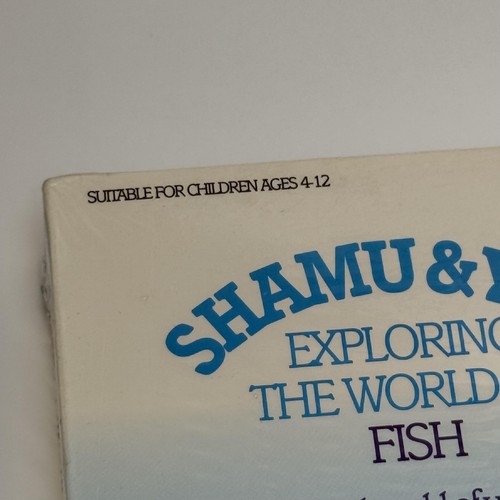 SUITABLE FOR CHILDREN AGES 4-12
SHAMU &
EXPLORING
THE WORLD
FISH